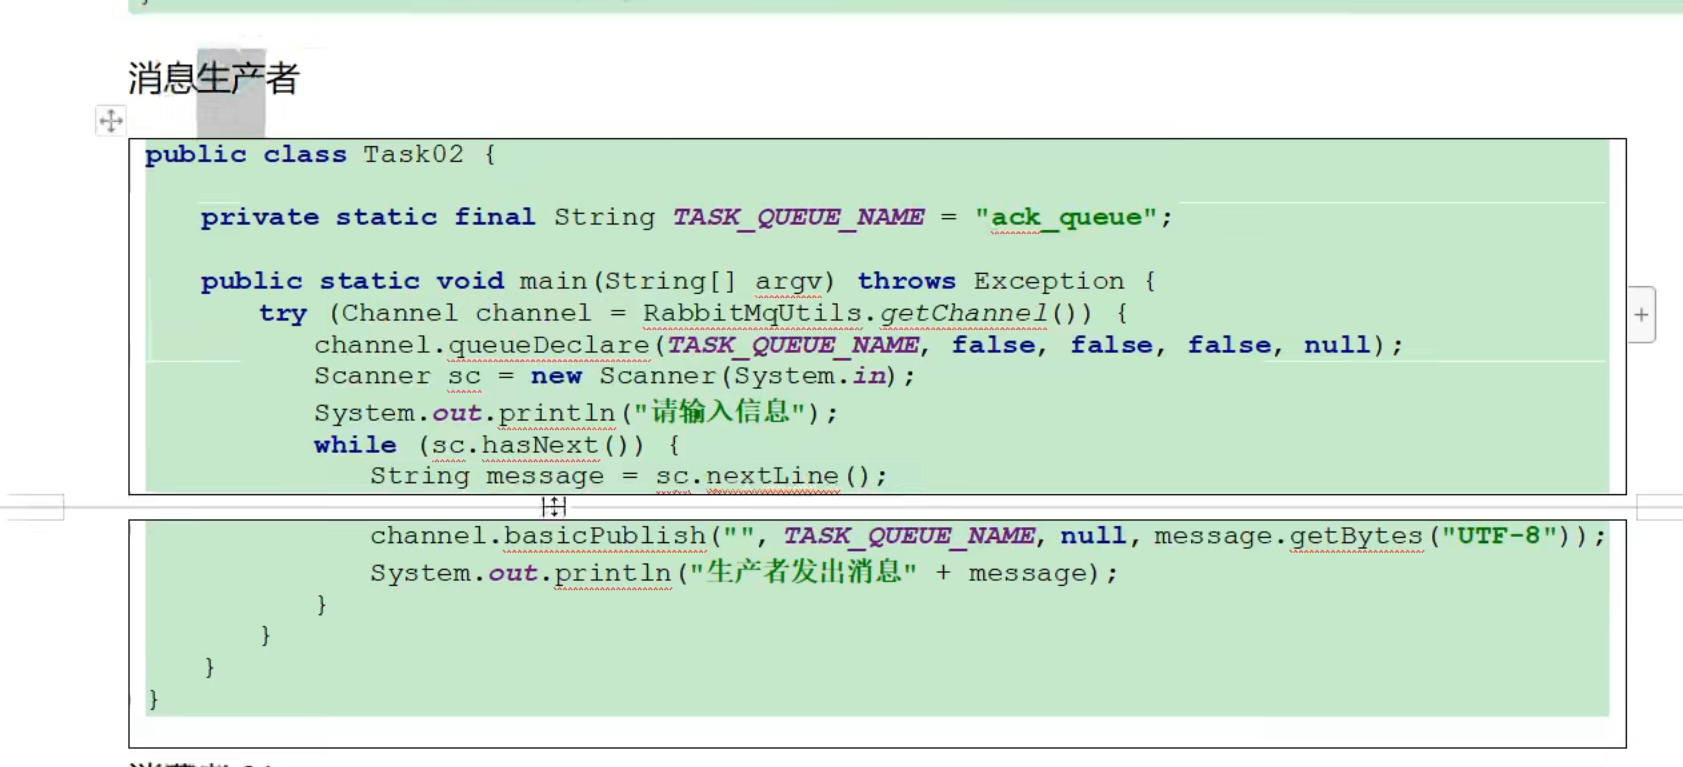 消息生产者
public class Task02 {
private static final String TASK_QUEUE_NAME = "ack_queue";
public static void main(String[] argv) throws Exception {
try (Channel channel = RabbitMqUtils.getChannel()) {
channel.queueDeclare(TASK_QUEUE_NAME, false, false, false, null);
Scanner sc = new Scanner(System.in);
System.out.println("请输入信息");
while (sc.hasNext()) {
String message = sc.nextLine();
channel.basicPublish("", TASK_QUEUE_NAME, null, message.getBytes("UTF-8"));
System.out.println("生产者发出消息" + message);
}
}
}
}